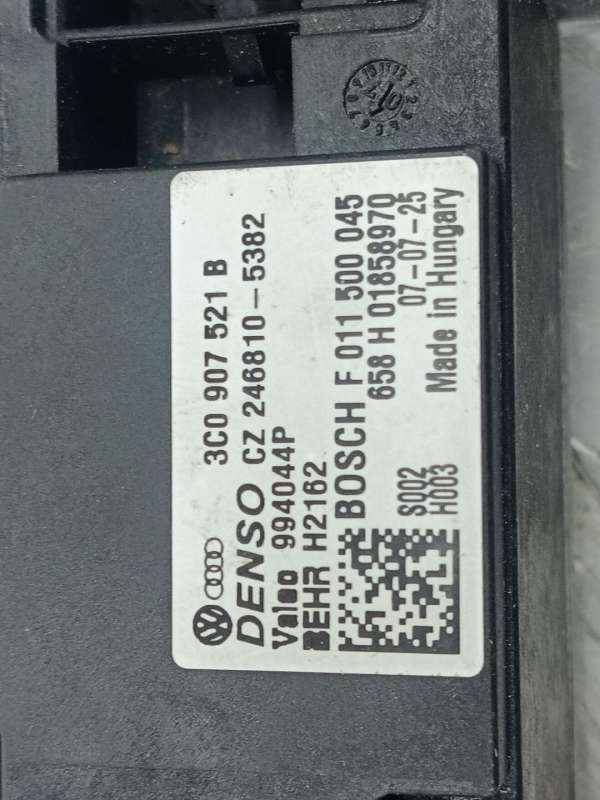 3C0 907 521 B
DENSO CZ 246810-5382
Valeo 994044P
BEHR H2162
BOSCH F 011 500 045
658 H 01858970
07-07-25
Made in Hungary
S002
H003